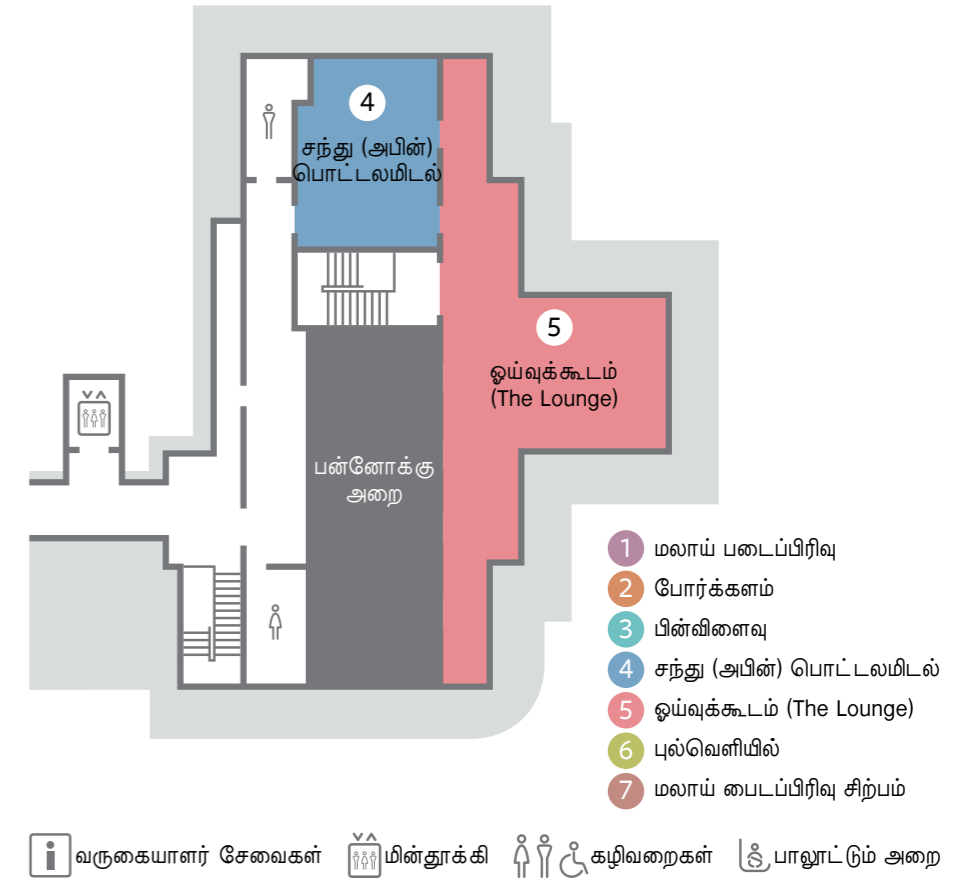 4
சந்து (அபின்)
பொட்டலமிடல்
5
ஓய்வுக்கூடம்
(The Lounge)
பன்னோக்கு
அறை
1 மலாய் படைப்பிரிவு
2 போர்க்களம்
3 பின்விளைவு
4 சந்து (அபின்) பொட்டலமிடல்
5 ஓய்வுக்கூடம் (The Lounge)
6 புல்வெளியில்
7 மலாய் பைடப்பிரிவு சிற்பம்
i வருகையாளர் சேவைகள் மின்தூக்கி கழிவறைகள் பாலூட்டும் அறை